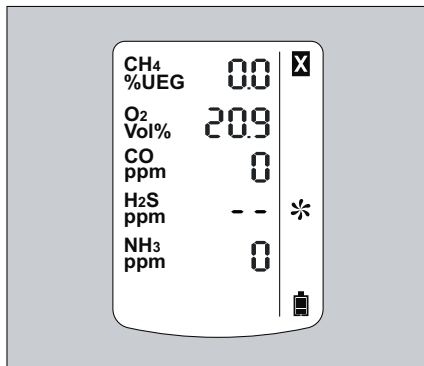 CH4 0.0 X
%UEG
O2 20.9
Vol%
CO 0
ppm
H2S - -
ppm
NH3 0
ppm